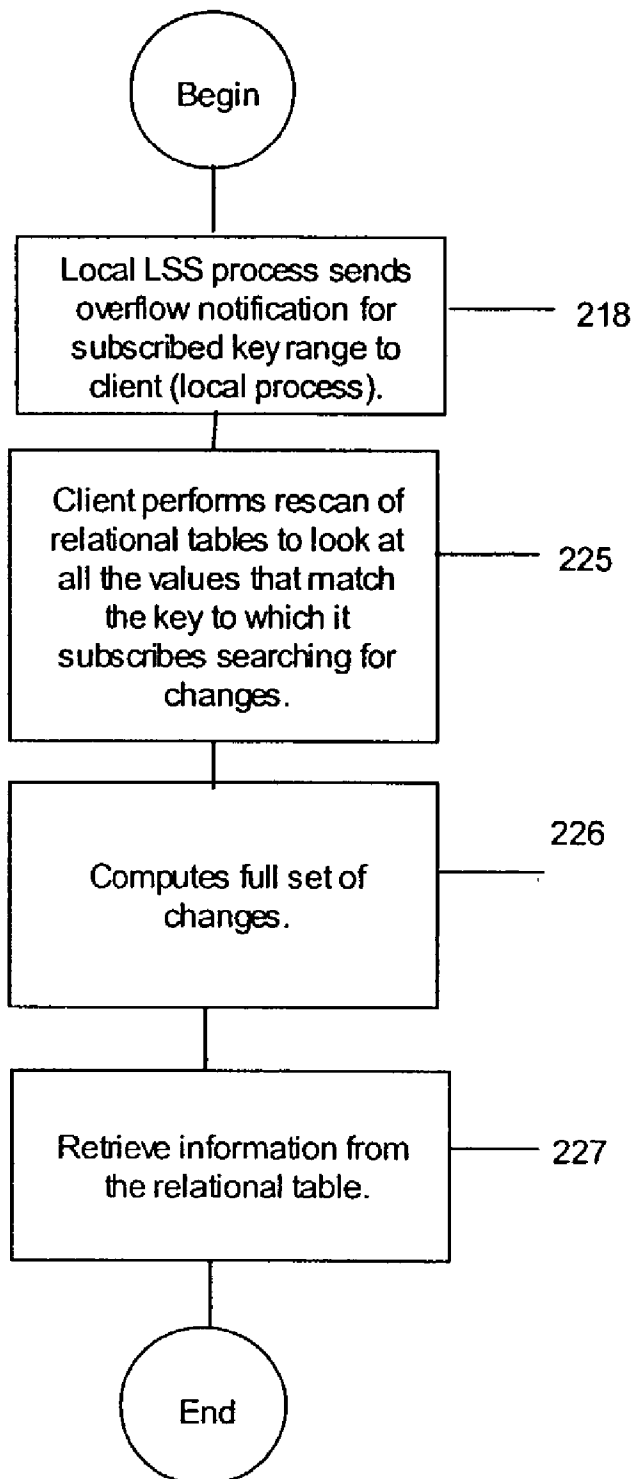 Begin
Local LSS process sends
overflow notification for
subscribed key range to
client (local process).
218
Client performs rescan of
relational tables to look at
all the values that match
the key to which it
subscribes searching for
changes.
225
226
Computes full set of
changes.
Retrieve information from
the relational table.
227
End